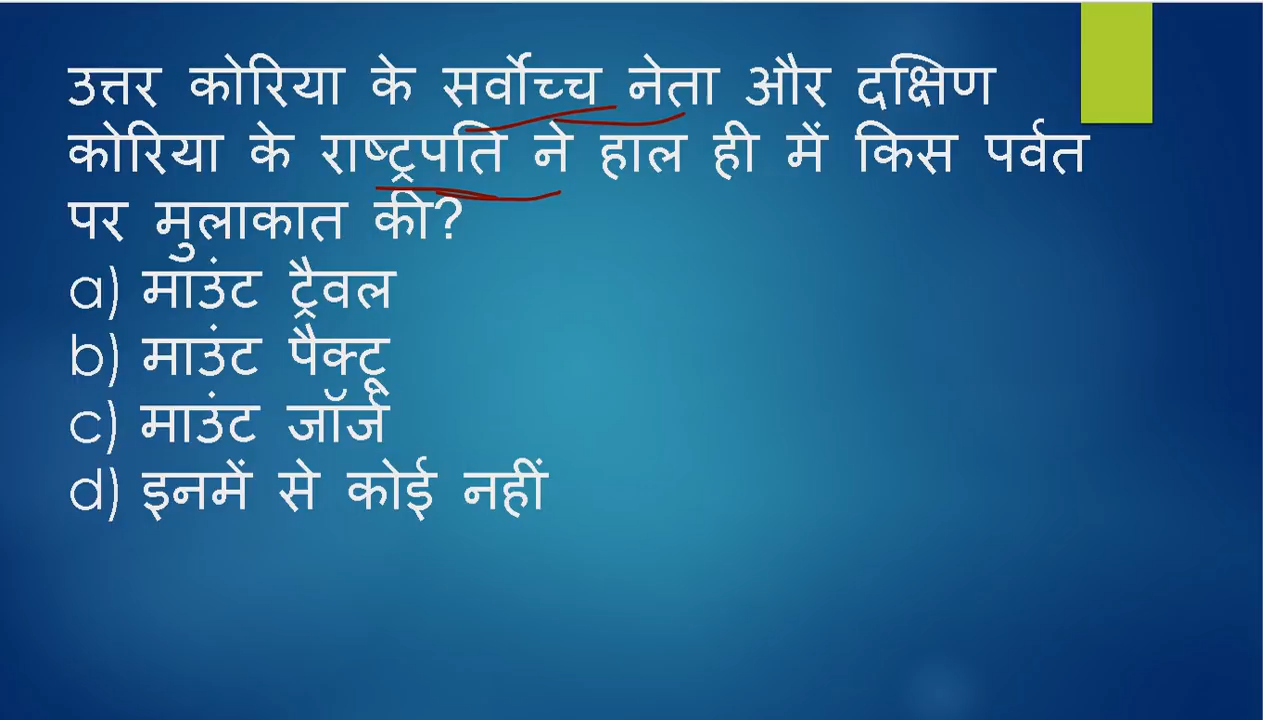 उत्तर कोरिया के सर्वोच्च नेता और दक्षिण
कोरिया के राष्ट्रपति ने हाल ही में किस पर्वत
पर मुलाकात की?
a) माउंट ट्रैवल
b) माउंट पैक्टू
c) माउंट जॉर्ज
d) इनमें से कोई नहीं